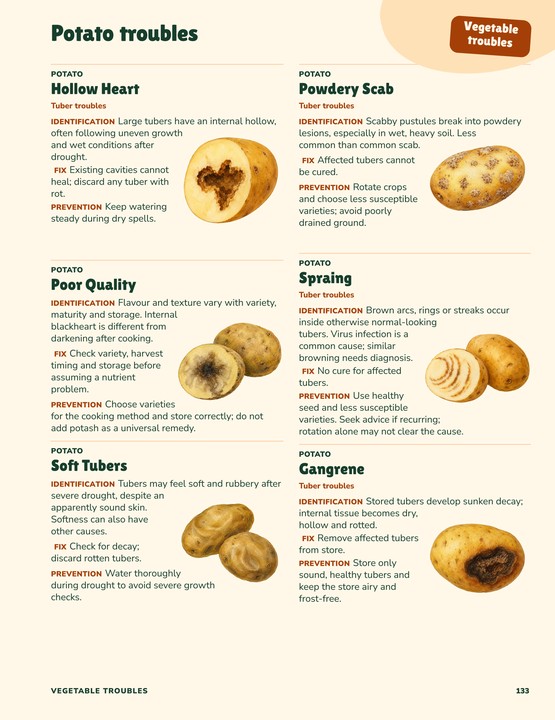 Potato troubles
Vegetable
troubles
POTATO
Hollow Heart
Tuber troubles
IDENTIFICATION Large tubers have an internal hollow,
often following uneven growth
and wet conditions after
drought.
FIX Existing cavities cannot
heal; discard any tuber with
rot.
PREVENTION Keep watering
steady during dry spells.
POTATO
Poor Quality
IDENTIFICATION Flavour and texture vary with variety,
maturity and storage. Internal
blackheart is different from
darkening after cooking.
FIX Check variety, harvest
timing and storage before
assuming a nutrient
problem.
PREVENTION Choose varieties
for the cooking method and store correctly; do not
add potash as a universal remedy.
POTATO
Soft Tubers
IDENTIFICATION Tubers may feel soft and rubbery after
severe drought, despite an
apparently sound skin.
Softness can also have
other causes.
FIX Check for decay;
discard rotten tubers.
PREVENTION Water thoroughly
during drought to avoid severe growth
checks.
POTATO
Powdery Scab
Tuber troubles
IDENTIFICATION Scabby pustules break into powdery
lesions, especially in wet, heavy soil. Less
common than common scab.
FIX Affected tubers cannot
be cured.
PREVENTION Rotate crops
and choose less susceptible
varieties; avoid poorly
drained ground.
POTATO
Spraing
Tuber troubles
IDENTIFICATION Brown arcs, rings or streaks occur
inside otherwise normal-looking
tubers. Virus infection is a
common cause; similar
browning needs diagnosis.
FIX No cure for affected
tubers.
PREVENTION Use healthy
seed and less susceptible
varieties. Seek advice if recurring;
rotation alone may not clear the cause.
POTATO
Gangrene
Tuber troubles
IDENTIFICATION Stored tubers develop sunken decay;
internal tissue becomes dry,
hollow and rotted.
FIX Remove affected tubers
from store.
PREVENTION Store only
sound, healthy tubers and
keep the store airy and
frost-free.
VEGETABLE TROUBLES
133